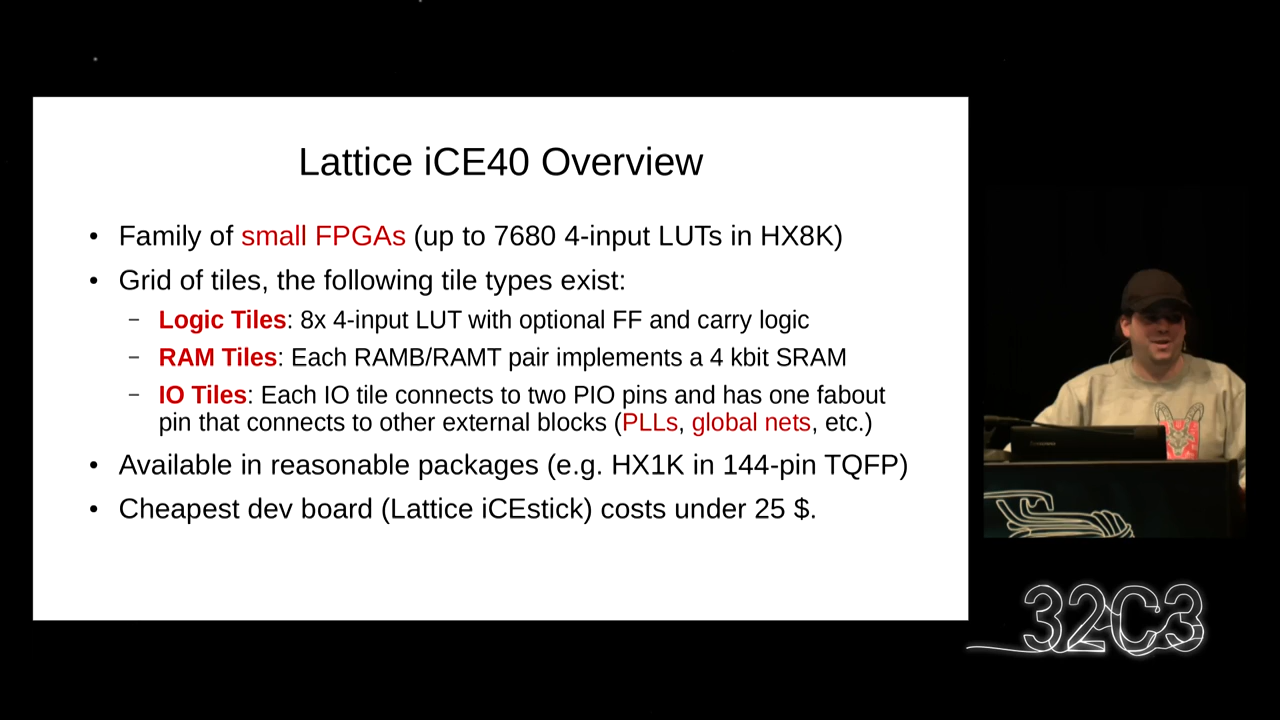 Lattice iCE40 Overview
• Family of small FPGAs (up to 7680 4-input LUTs in HX8K)
• Grid of tiles, the following tile types exist:
– Logic Tiles: 8x 4-input LUT with optional FF and carry logic
– RAM Tiles: Each RAMB/RAMT pair implements a 4 kbit SRAM
– IO Tiles: Each IO tile connects to two PIO pins and has one fabout
pin that connects to other external blocks (PLLs, global nets, etc.)
• Available in reasonable packages (e.g. HX1K in 144-pin TQFP)
• Cheapest dev board (Lattice iCEstick) costs under 25 $.
32C3